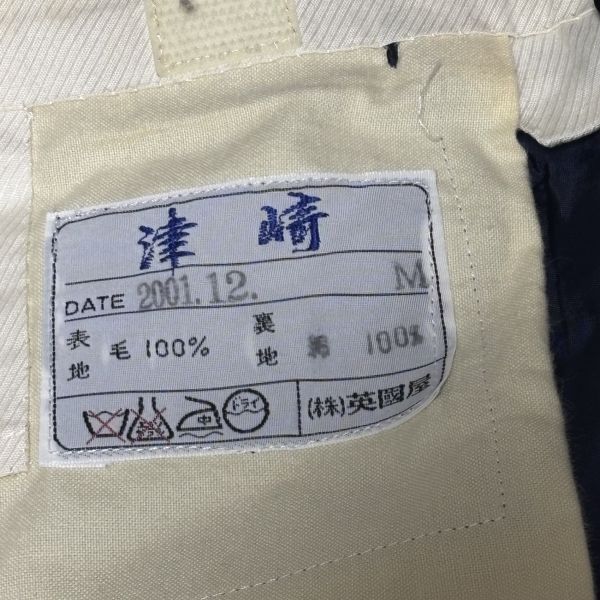 津崎
DATE 2001.12. M
表地 毛 100% 裏地 100%
ドライ
中
(株)英國屋